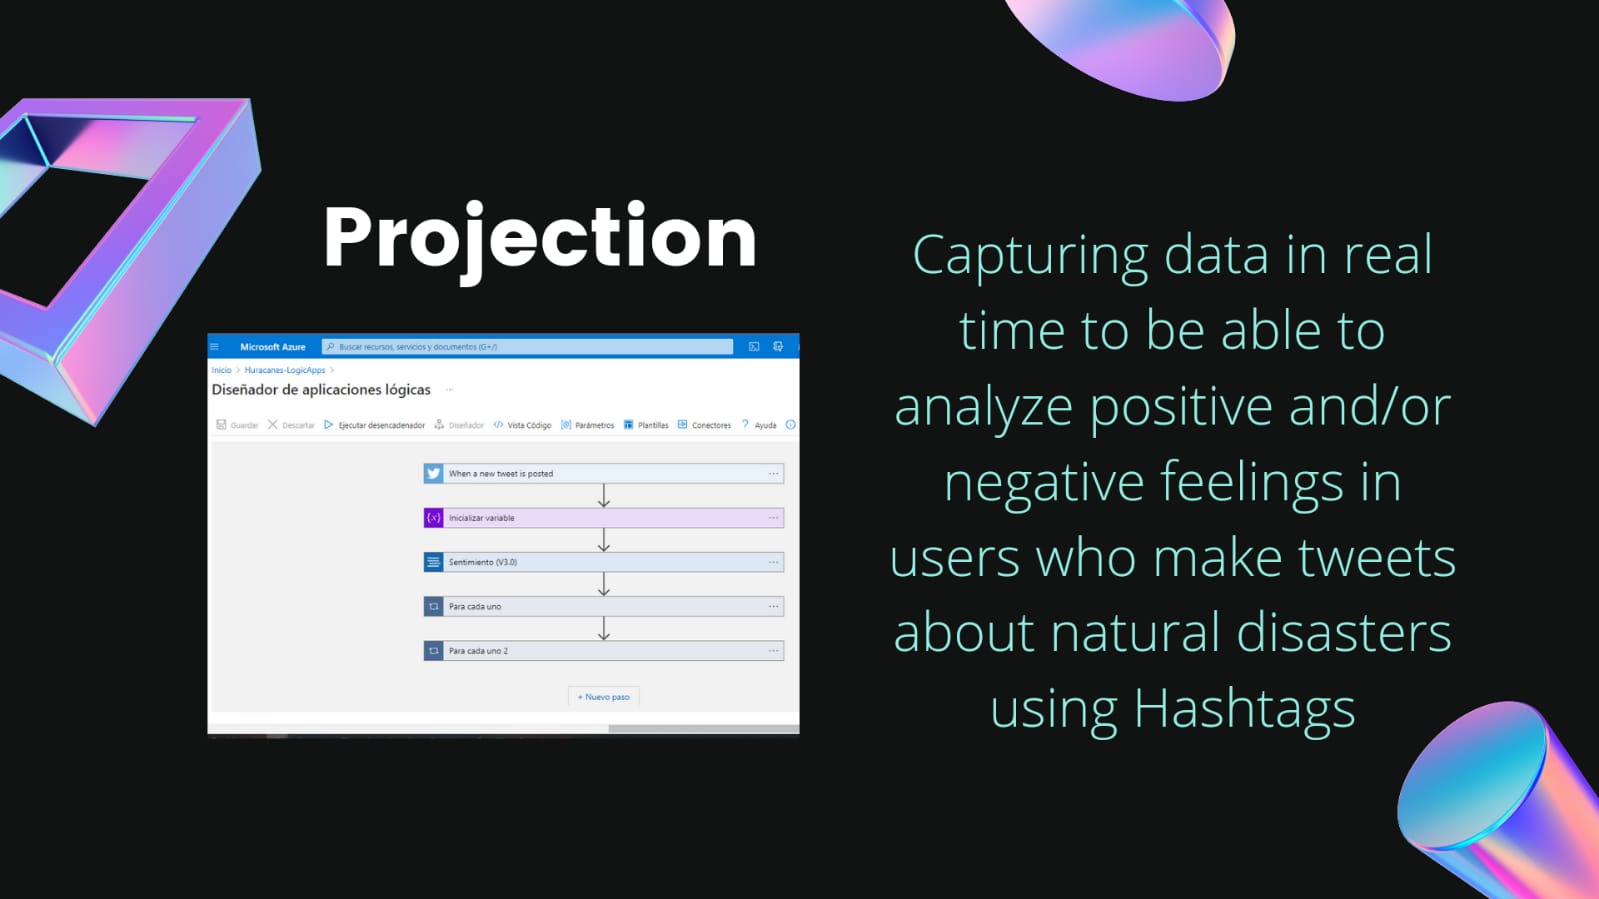 Projection
Microsoft Azure
Buscar recursos, servicios y documentos (G+/)
Inicio > Huracanes-LogicApps >
Diseñador de aplicaciones lógicas ...
Guardar Descartar Ejecutar desencadenador Diseñador Vista Código Parámetros Plantillas Conectores Ayuda
When a new tweet is posted
Inicializar variable
Sentimiento (V3.0)
Para cada uno
Para cada uno 2
+ Nuevo paso
Capturing data in real
time to be able to
analyze positive and/or
negative feelings in
users who make tweets
about natural disasters
using Hashtags